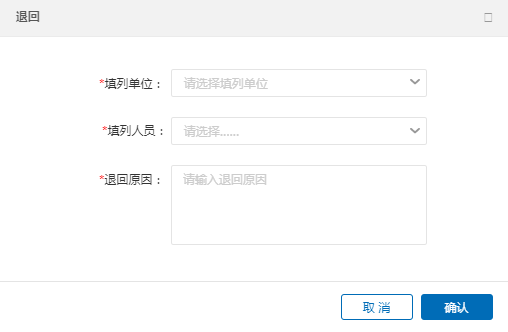 退回
*填列单位： 请选择填列单位
*填列人员： 请选择......
*退回原因： 请输入退回原因
取 消 确认